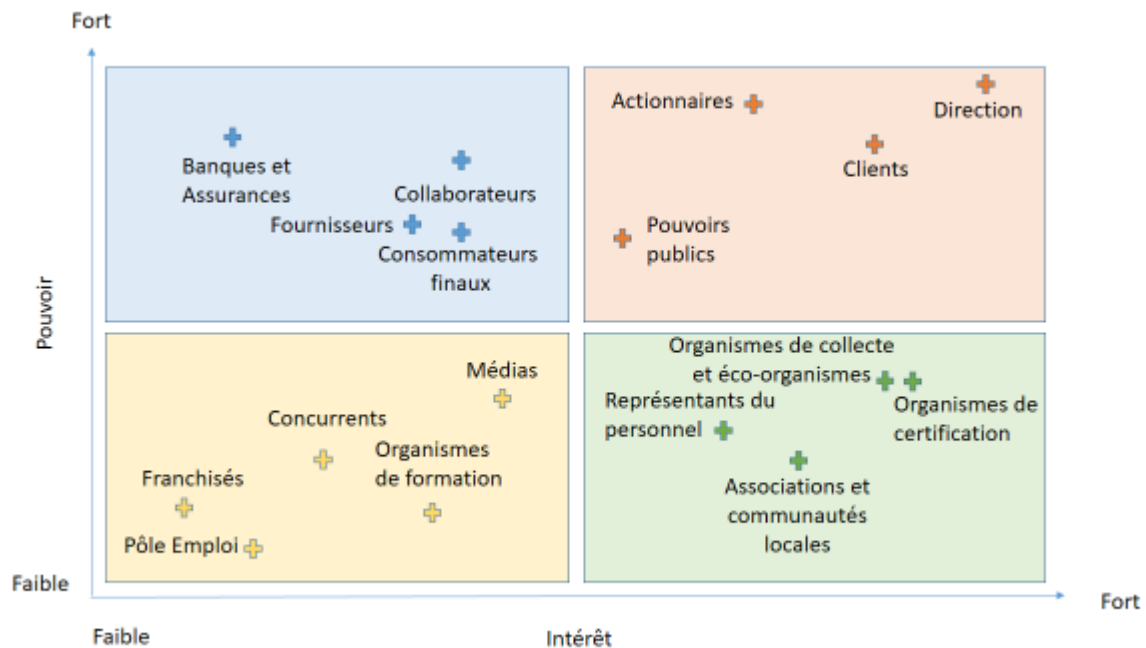 Fort
Actionnaires
Direction
Banques et
Assurances
Collaborateurs
Clients
Fournisseurs
Consommateurs
finaux
Pouvoirs
publics
Pouvoir
Médias
Concurrents
Organismes
de formation
Franchisés
Pôle Emploi
Organismes de collecte
et éco-organismes
Représentants du
personnel
Organismes de
certification
Associations et
communautés
locales
Faible
Fort
Faible
Intérêt